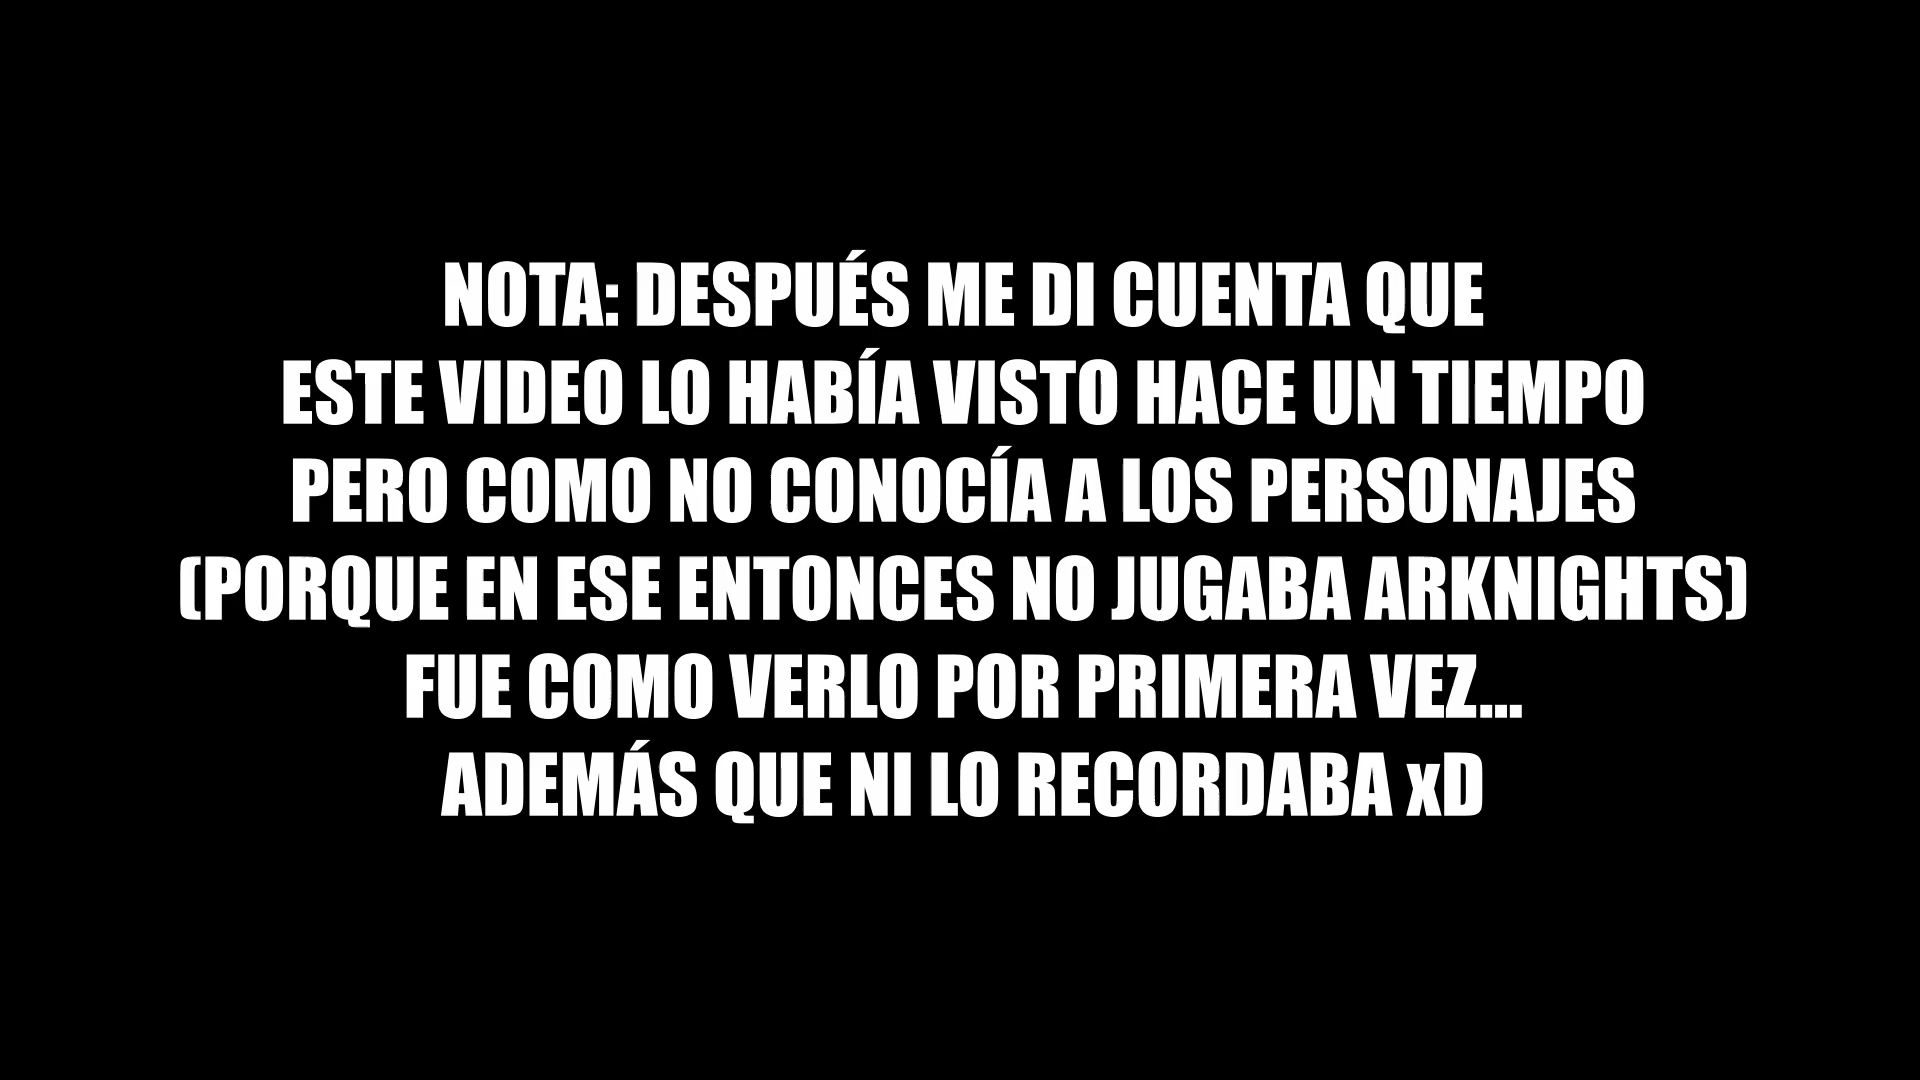 NOTA: DESPUÉS ME DI CUENTA QUE
ESTE VIDEO LO HABÍA VISTO HACE UN TIEMPO
PERO COMO NO CONOCÍA A LOS PERSONAJES
(PORQUE EN ESE ENTONCES NO JUGABA ARKNIGHTS)
FUE COMO VERLO POR PRIMERA VEZ...
ADEMÁS QUE NI LO RECORDABA xD